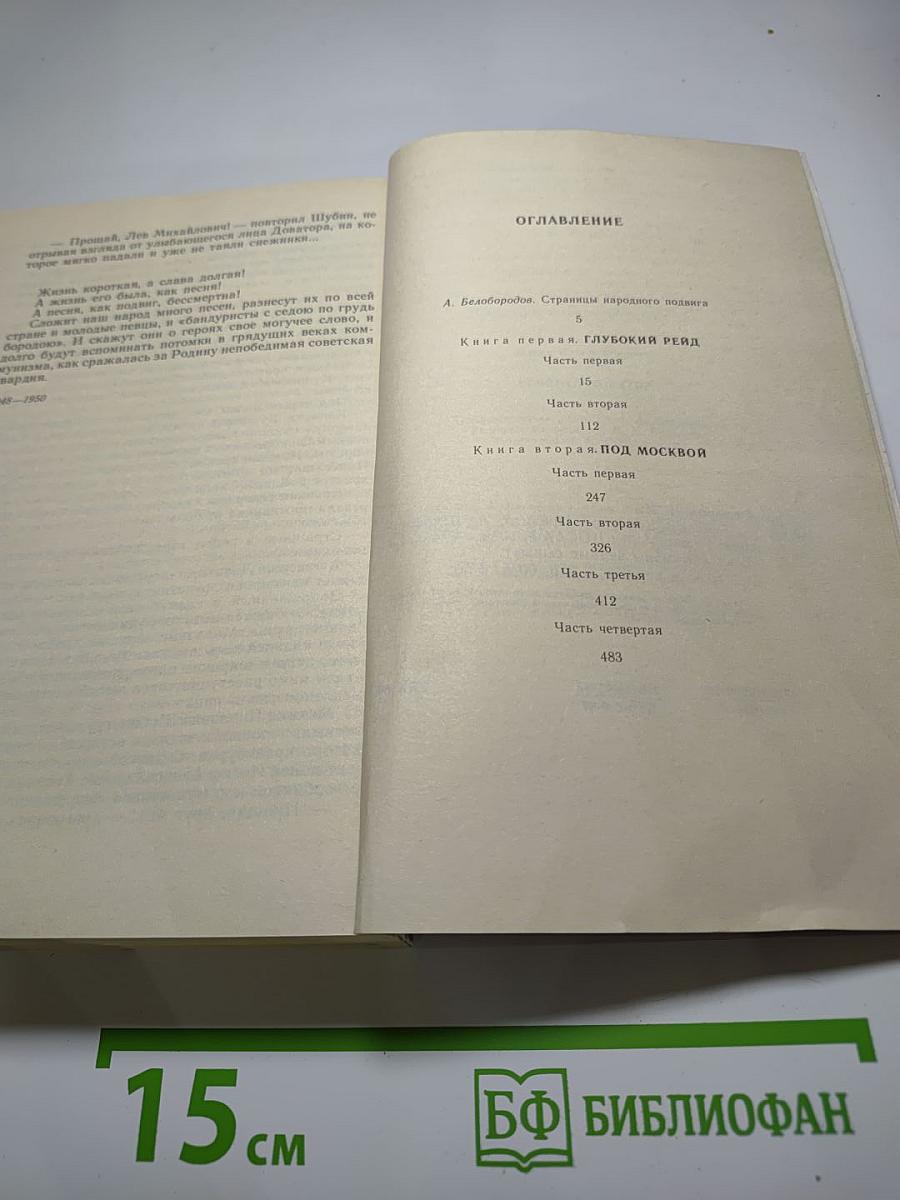 — Прощай, Лев Михайлович! — повторил Шубин, не
отрывая взгляда от улыбающегося лица Доватора, на ко-
торое мягко падали и уже не таяли снежинки...
Жизнь короткая, а слава долгая!
А жизнь его была, как песня!
А песня, как подвиг, бессмертна!
Сложит наш народ много песен, разнесут их по всей
стране и молодые певцы, и «бандуристы с седою по грудь
бородою». И скажут они о героях свое могучее слово, и
долго будут вспоминать потомки в грядущих веках ком-
мунизма, как сражалась за Родину непобедимая советская
вардия.
48—1950
ОГЛАВЛЕНИЕ
А. Белобородов. Страницы народного подвига
5
Книга первая. ГЛУБОКИЙ РЕЙД
Часть первая
15
Часть вторая
112
Книга вторая. ПОД МОСКВОЙ
Часть первая
247
Часть вторая
326
Часть третья
412
Часть четвертая
483
15 см
БФ БИБЛИОФАН